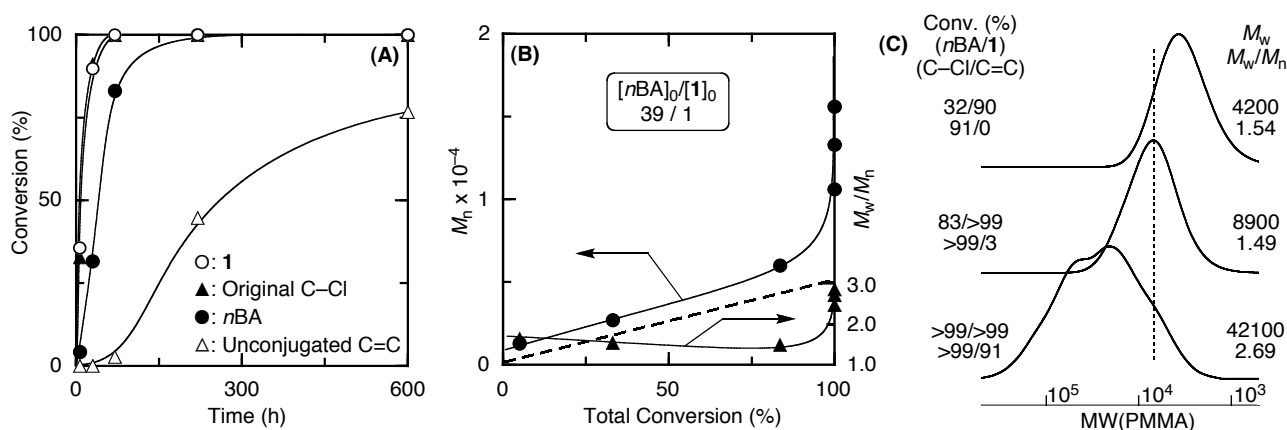 100
50
0
Conversion (%)
(A)
: 1
: Original C–Cl
: nBA
: Unconjugated C=C
0
300
600
Time (h)
2
1
0
Mn x 10–4
(B)
[nBA]0/[1]0
39 / 1
Mw/Mn
3.0
2.0
1.0
0
50
100
Total Conversion (%)
(C)
Conv. (%)
(nBA/1)
(C–Cl/C=C)
Mw
Mw/Mn
32/90
91/0
4200
1.54
83/>99
>99/3
8900
1.49
>99/>99
>99/91
42100
2.69
105
104
103
MW(PMMA)